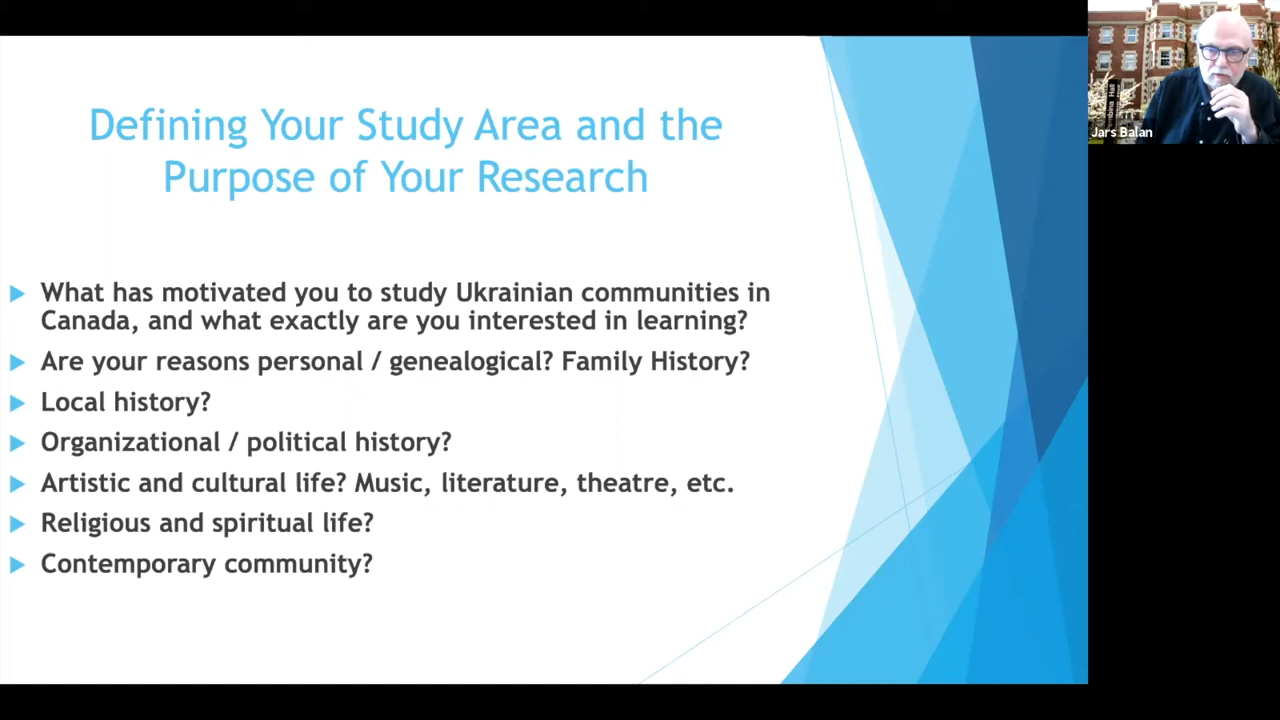 Defining Your Study Area and the
Purpose of Your Research
What has motivated you to study Ukrainian communities in
Canada, and what exactly are you interested in learning?
Are your reasons personal / genealogical? Family History?
Local history?
Organizational / political history?
Artistic and cultural life? Music, literature, theatre, etc.
Religious and spiritual life?
Contemporary community?
Jars Balan